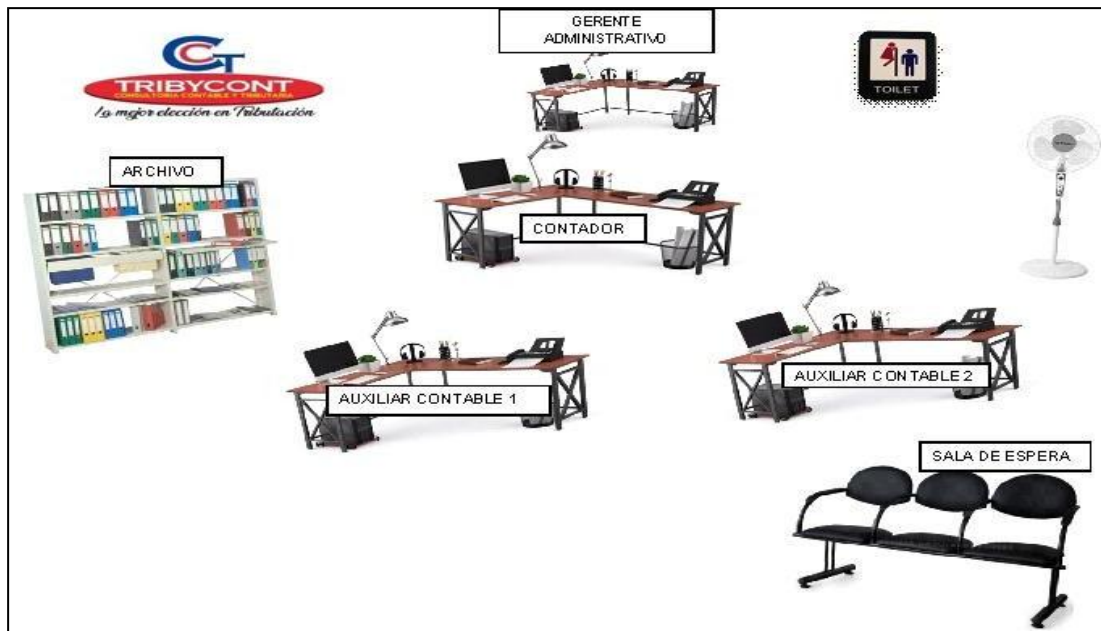 GERENTE
ADMINISTRATIVO
CCT
TRIBYCONT
CONSULTORIA CONTABLE Y TRIBUTARIA
La mejor elección en Tributación
TOILET
ARCHIVO
CONTADOR
AUXILIAR CONTABLE 1
AUXILIAR CONTABLE 2
SALA DE ESPERA